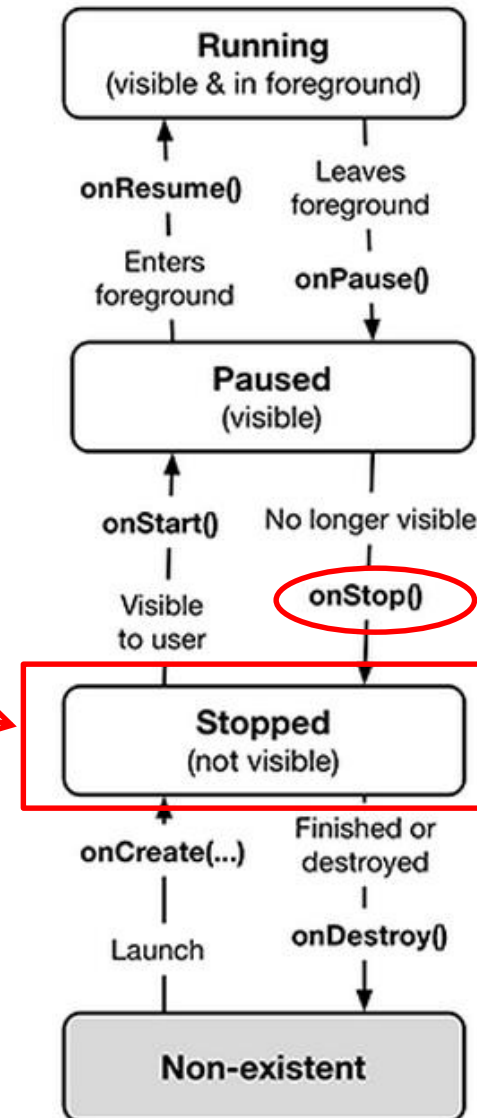 Running
(visible & in foreground)
onResume()
Enters
foreground
Leaves
foreground
onPause()
Paused
(visible)
onStart()
Visible
to user
No longer visible
onStop()
Stopped
(not visible)
onCreate(...)
Launch
Finished or
destroyed
onDestroy()
Non-existent